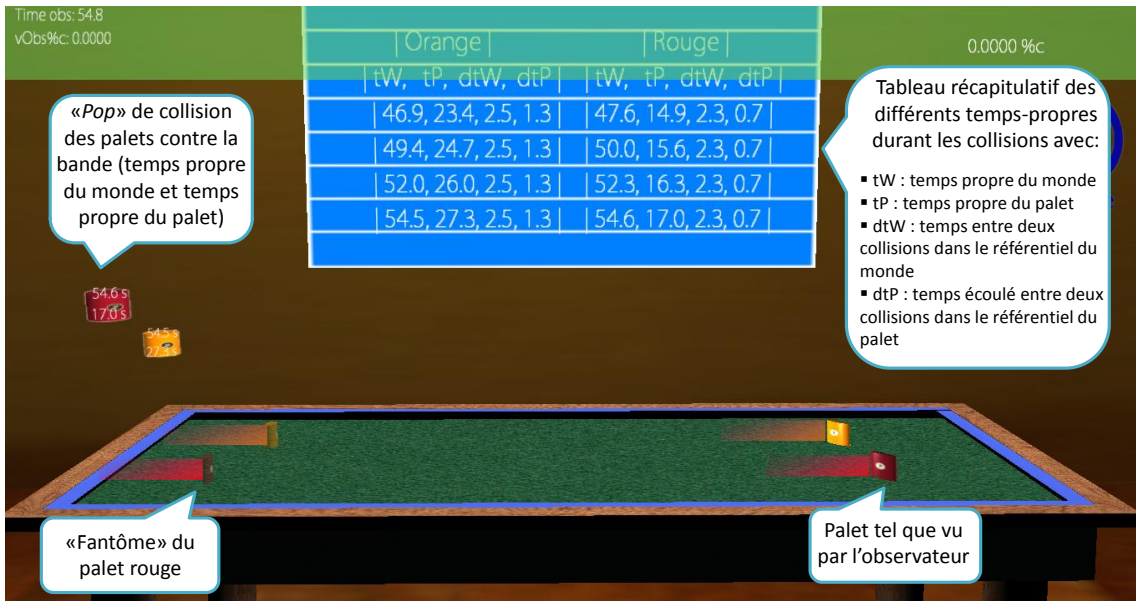 Time obs: 54.8
vObs%c: 0.0000
0.0000 %c
| Orange | | Rouge |
| tW, tP, dtW, dtP | | tW, tP, dtW, dtP |
| 46.9, 23.4, 2.5, 1.3 | | 47.6, 14.9, 2.3, 0.7 |
| 49.4, 24.7, 2.5, 1.3 | | 50.0, 15.6, 2.3, 0.7 |
| 52.0, 26.0, 2.5, 1.3 | | 52.3, 16.3, 2.3, 0.7 |
| 54.5, 27.3, 2.5, 1.3 | | 54.6, 17.0, 2.3, 0.7 |
«Pop» de collision
des palets contre la
bande (temps propre
du monde et temps
propre du palet)
Tableau récapitulatif des
différents temps-propres
durant les collisions avec:
▪ tW : temps propre du monde
▪ tP : temps propre du palet
▪ dtW : temps entre deux
collisions dans le référentiel du
monde
▪ dtP : temps écoulé entre deux
collisions dans le référentiel du
palet
54.6 s
17.0 s
54.5 s
27.3 s
«Fantôme» du
palet rouge
Palet tel que vu
par l’observateur